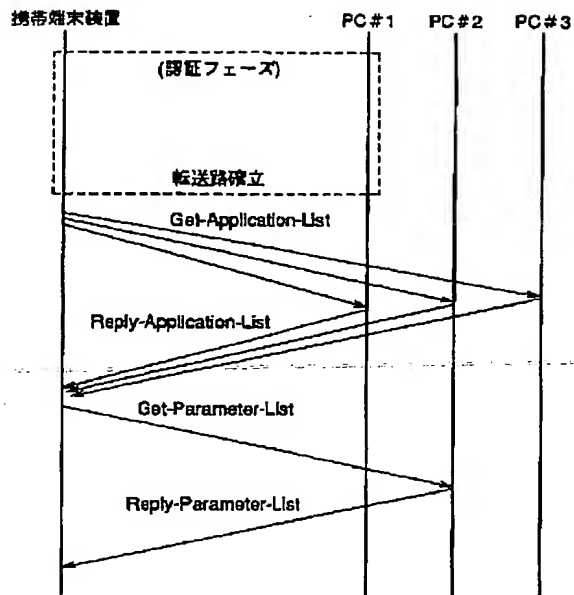 携帯端末装置 PC#1 PC#2 PC#3
(認証フェーズ)
転送路確立
Get-Application-List
Reply-Application-List
Get-Parameter-List
Reply-Parameter-List